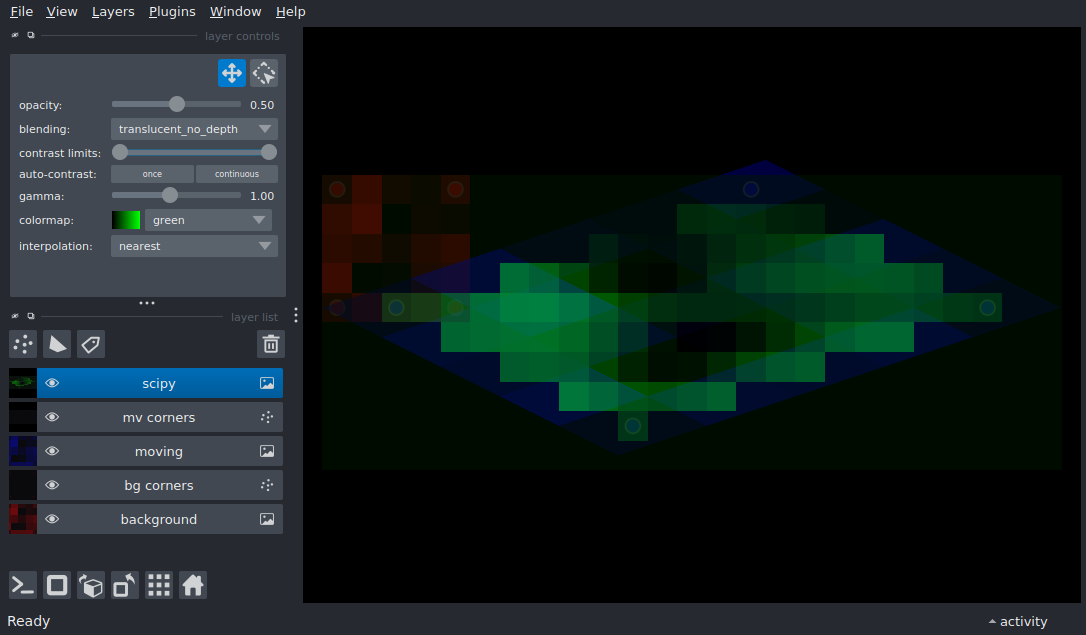 File View Layers Plugins Window Help
layer controls
opacity: 0.50
blending: translucent_no_depth
contrast limits:
auto-contrast: once continuous
gamma: 1.00
colormap: green
interpolation: nearest
layer list
scipy
mv corners
moving
bg corners
background
Ready activity